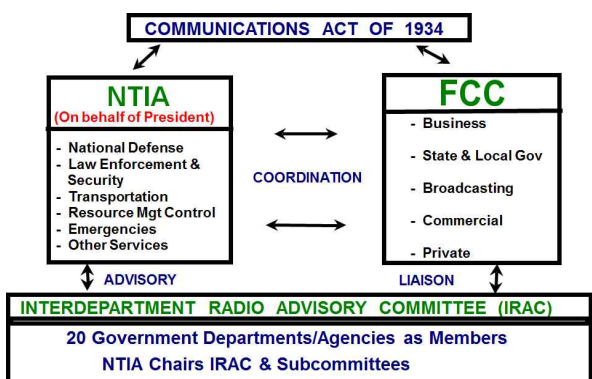 COMMUNICATIONS ACT OF 1934
NTIA
(On behalf of President)
- National Defense
- Law Enforcement &
Security
- Transportation
- Resource Mgt Control
- Emergencies
- Other Services
COORDINATION
FCC
- Business
- State & Local Gov
- Broadcasting
- Commercial
- Private
ADVISORY
LIAISON
INTERDEPARTMENT RADIO ADVISORY COMMITTEE (IRAC)
20 Government Departments/Agencies as Members
NTIA Chairs IRAC & Subcommittees